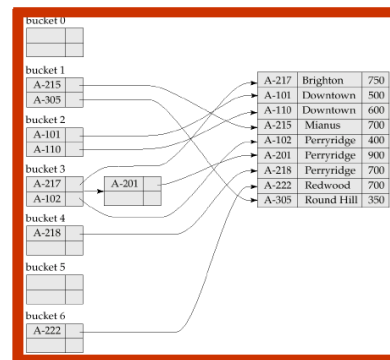 bucket 0
bucket 1
A-215
A-305
bucket 2
A-101
A-110
bucket 3
A-217
A-102
A-201
bucket 4
A-218
bucket 5
bucket 6
A-222
A-217 Brighton 750
A-101 Downtown 500
A-110 Downtown 600
A-215 Mianus 700
A-102 Perryridge 400
A-201 Perryridge 900
A-218 Perryridge 700
A-222 Redwood 700
A-305 Round Hill 350